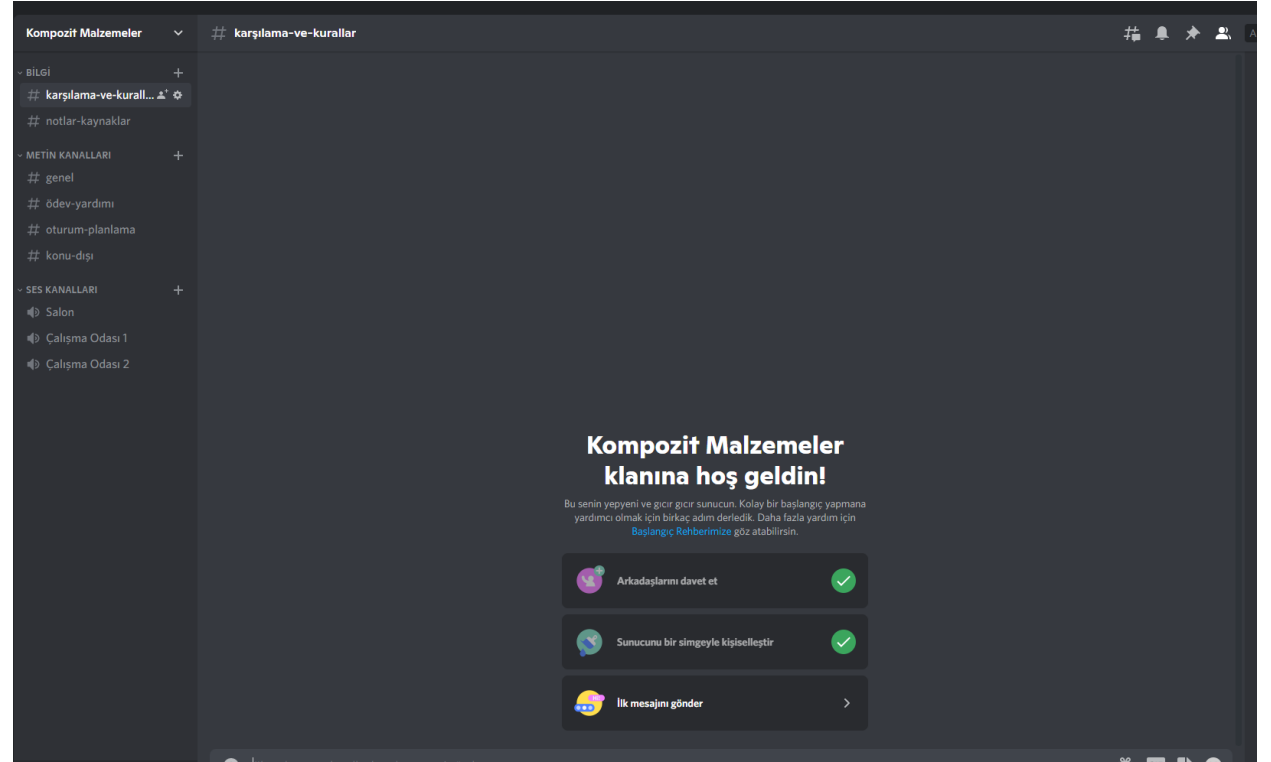 Kompozit Malzemeler
karşılama-ve-kurallar
BİLGİ
karşılama-ve-kurall...
notlar-kaynaklar
METİN KANALLARI
genel
ödev-yardımı
oturum-planlama
konu-dışı
SES KANALLARI
Salon
Çalışma Odası 1
Çalışma Odası 2
Kompozit Malzemeler
klanına hoş geldin!
Bu senin yepyeni ve gıcır gıcır sunucun. Kolay bir başlangıç yapmana
yardımcı olmak için birkaç adım derledik. Daha fazla yardım için
Başlangıç Rehberimize göz atabilirsin.
Arkadaşlarını davet et
Sunucunu bir simgeyle kişiselleştir
İlk mesajını gönder